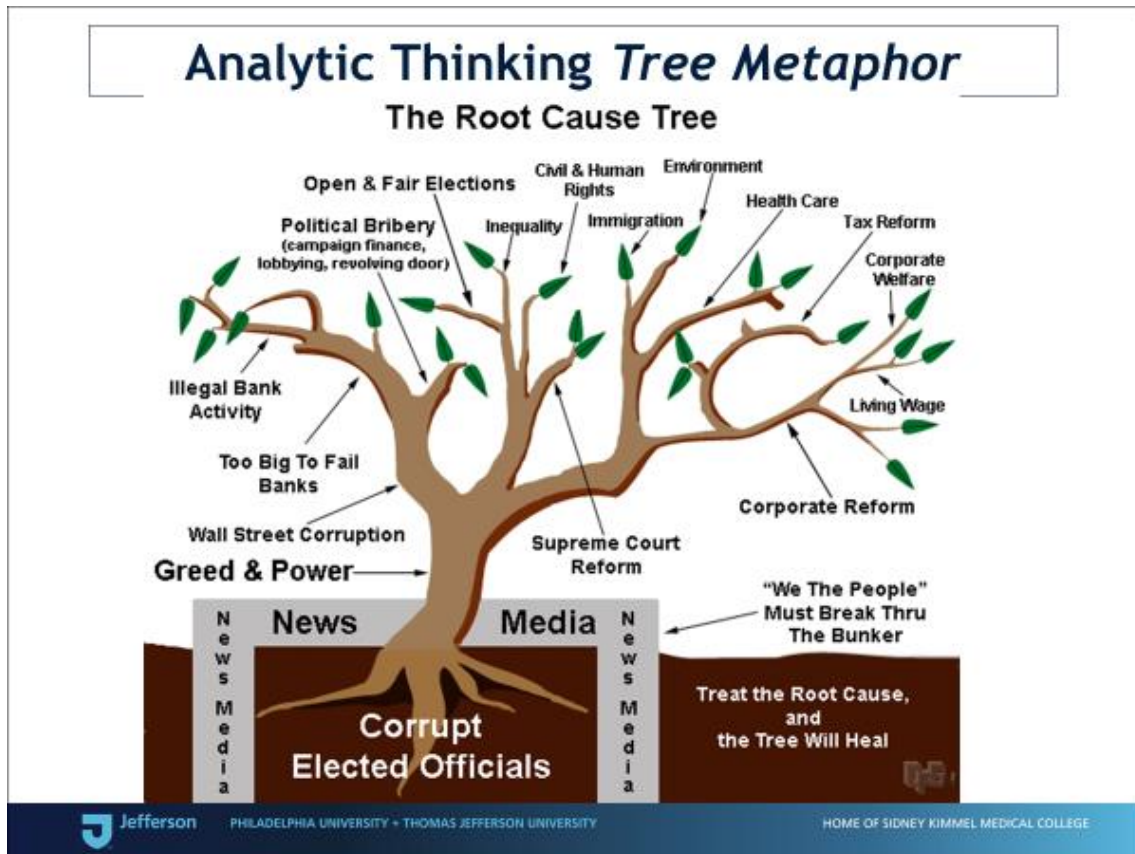 Analytic Thinking Tree Metaphor
The Root Cause Tree
Civil & Human
Rights
Environment
Open & Fair Elections
Health Care
Political Bribery
(campaign finance,
lobbying, revolving door)
Inequality
Immigration
Tax Reform
Corporate
Welfare
Illegal Bank
Activity
Living Wage
Too Big To Fail
Banks
Corporate Reform
Wall Street Corruption
Supreme Court
Reform
Greed & Power
"We The People"
Must Break Thru
The Bunker
News Media
News Media
News Media
Treat the Root Cause,
and
the Tree Will Heal
Corrupt
Elected Officials
Jefferson
PHILADELPHIA UNIVERSITY + THOMAS JEFFERSON UNIVERSITY
HOME OF SIDNEY KIMMEL MEDICAL COLLEGE